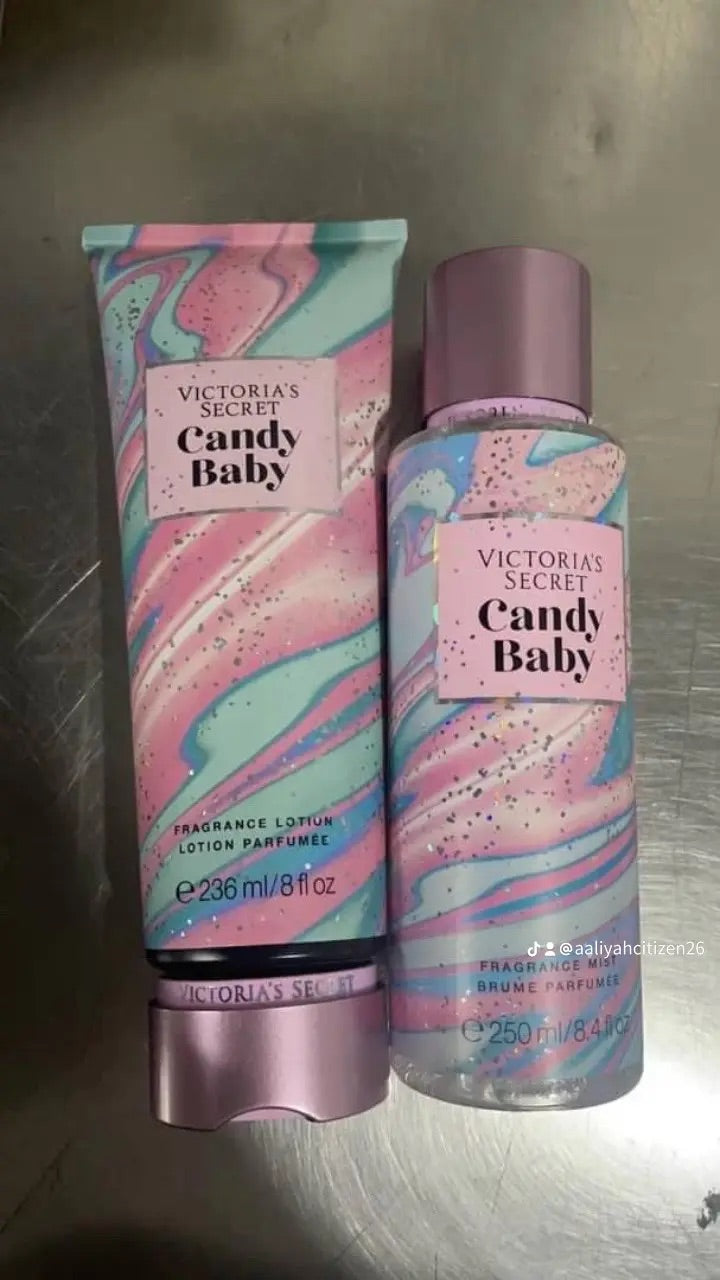 VICTORIA'S
SECRET
Candy
Baby
FRAGRANCE LOTION
LOTION PARFUMÉE
e 236 ml/8 fl oz
VICTORIA'S SECRET
VICTORIA'S
SECRET
Candy
Baby
@aaliyahcitizen26
FRAGRANCE MIST
BRUME PARFUMÉE
e 250 ml/8.4 fl oz